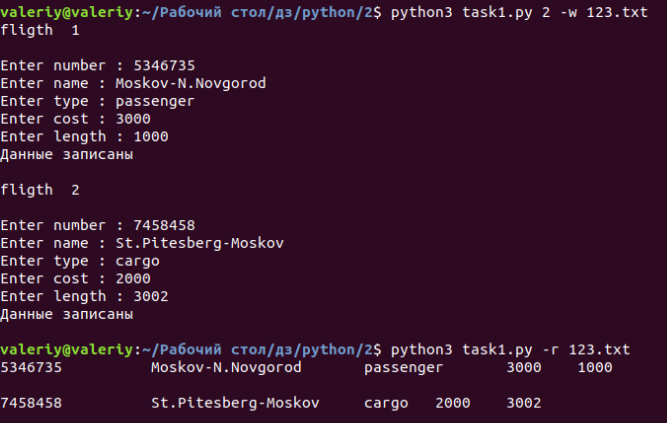 valeriy@valeriy:~/Рабочий стол/дз/python/2$ python3 task1.py 2 -w 123.txt
fligth  1
Enter number : 5346735
Enter name : Moskov-N.Novgorod
Enter type : passenger
Enter cost : 3000
Enter length : 1000
Данные записаны
fligth  2
Enter number : 7458458
Enter name : St.Pitesberg-Moskov
Enter type : cargo
Enter cost : 2000
Enter length : 3002
Данные записаны
valeriy@valeriy:~/Рабочий стол/дз/python/2$ python3 task1.py -r 123.txt
5346735          Moskov-N.Novgorod       passenger       3000    1000
7458458          St.Pitesberg-Moskov     cargo   2000    3002